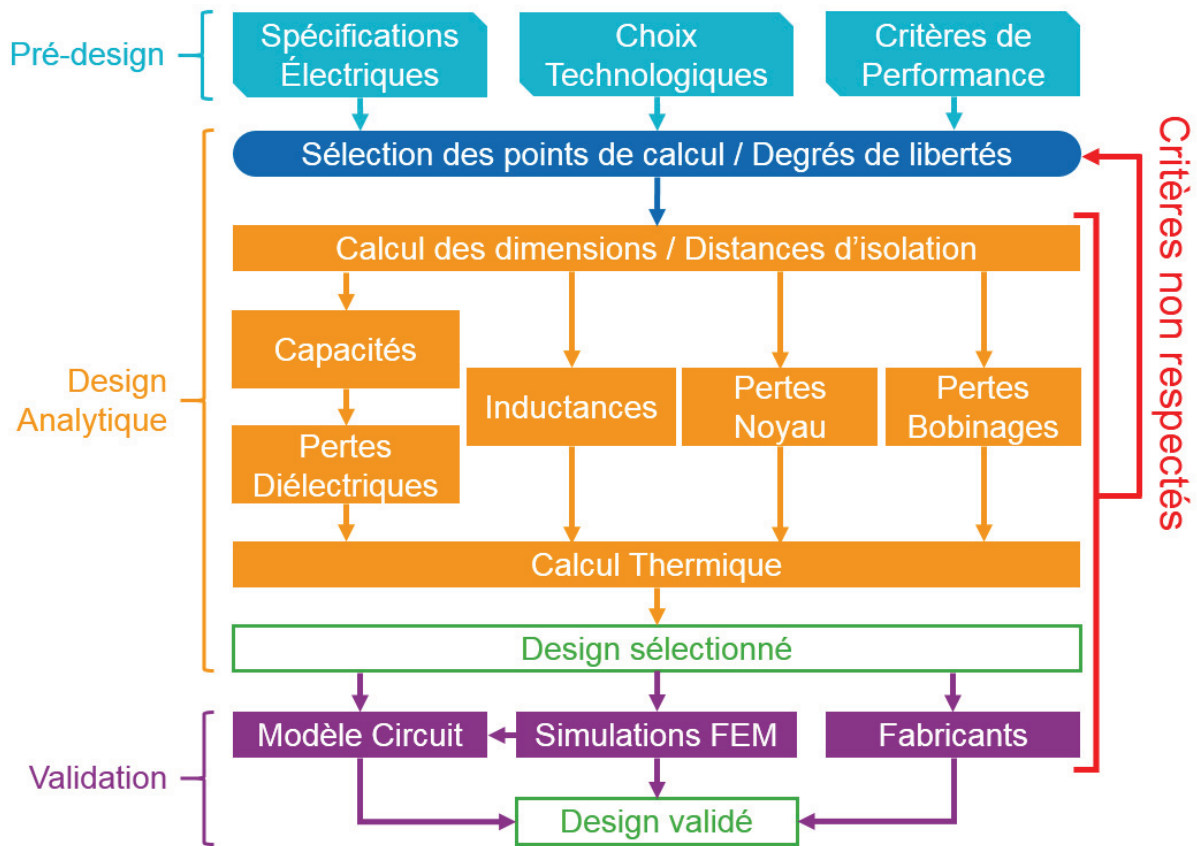 Pré-design
Spécifications
Électriques
Choix
Technologiques
Critères de
Performance
Sélection des points de calcul / Degrés de libertés
Calcul des dimensions / Distances d’isolation
Design
Analytique
Capacités
Pertes
Diélectriques
Inductances
Pertes
Noyau
Pertes
Bobinages
Calcul Thermique
Design sélectionné
Critères non respectés
Validation
Modèle Circuit
Simulations FEM
Fabricants
Design validé